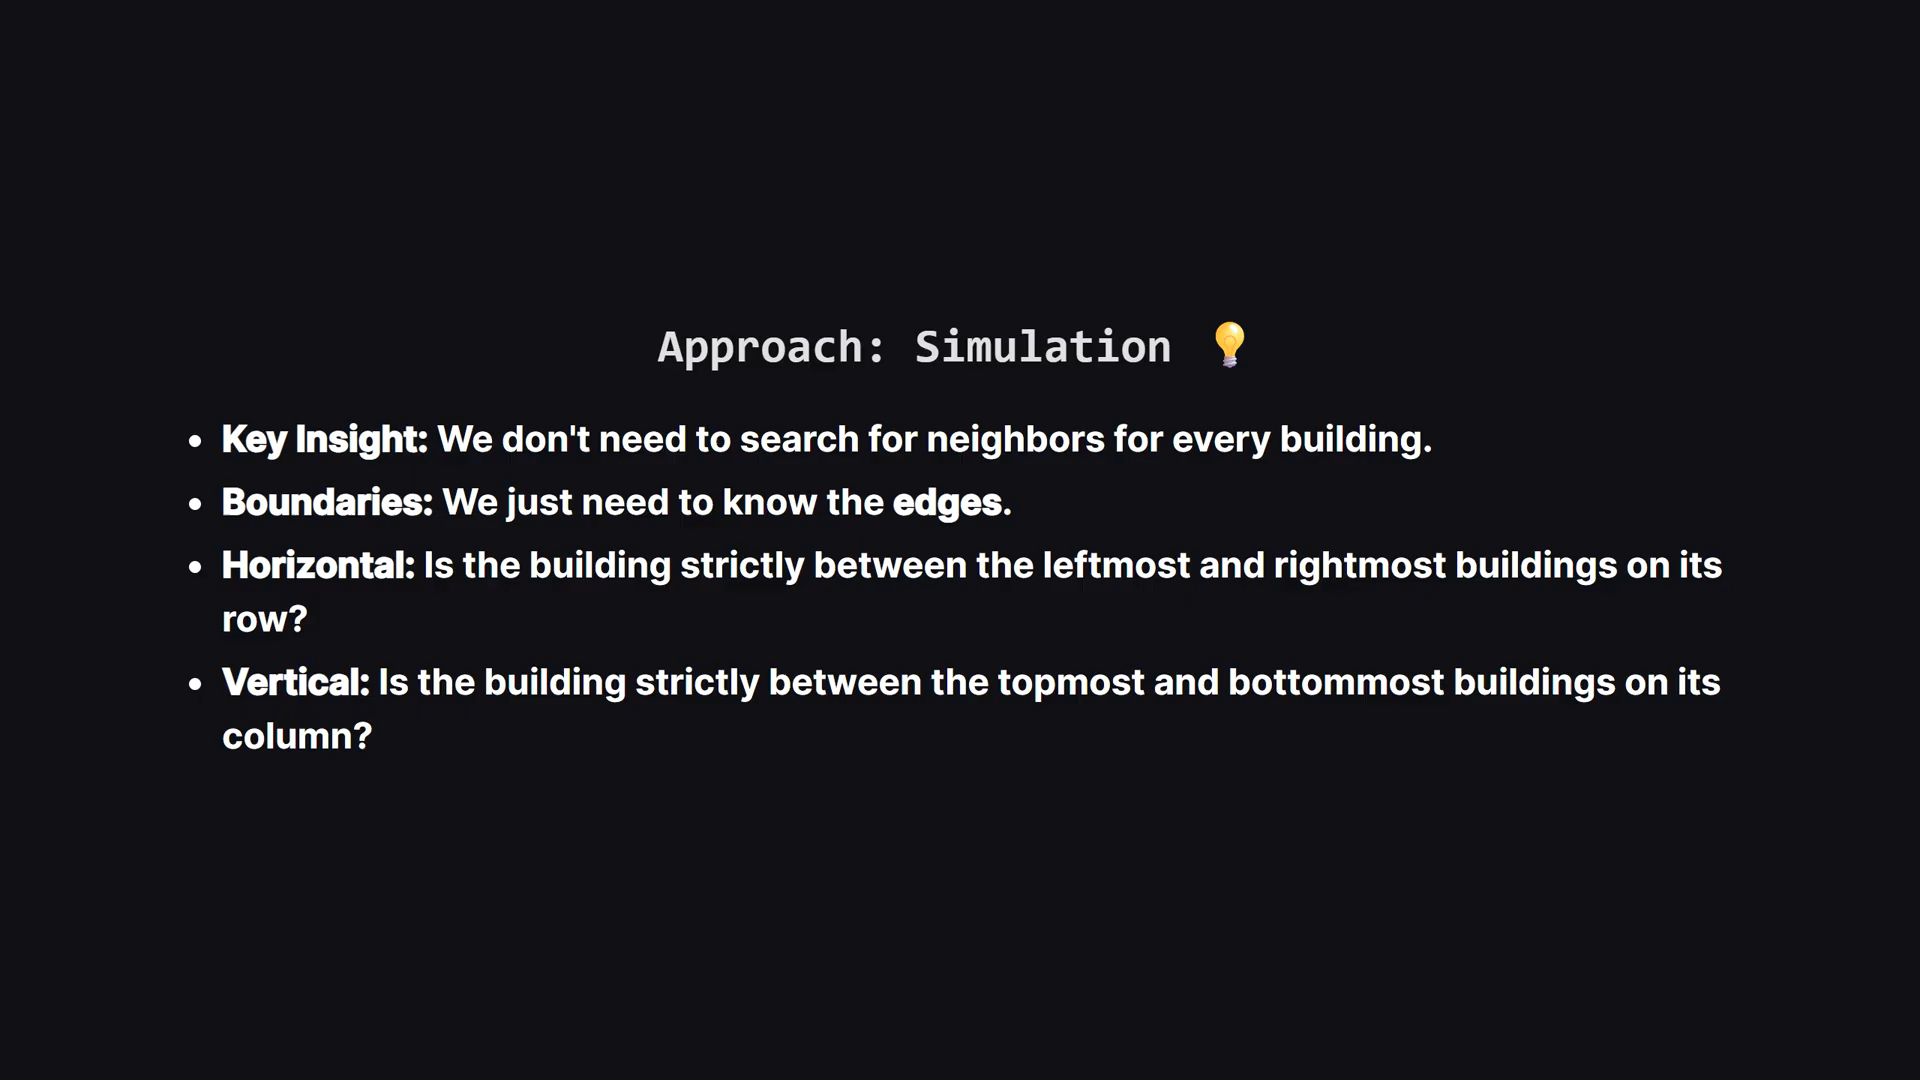 Approach: Simulation 💡
• Key Insight: We don't need to search for neighbors for every building.
• Boundaries: We just need to know the edges.
• Horizontal: Is the building strictly between the leftmost and rightmost buildings on its
row?
• Vertical: Is the building strictly between the topmost and bottommost buildings on its
column?